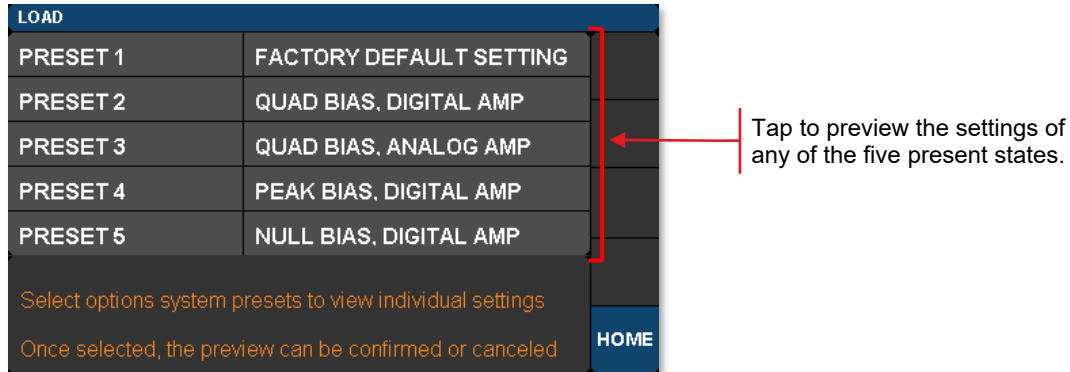 LOAD
PRESET 1 FACTORY DEFAULT SETTING
PRESET 2 QUAD BIAS, DIGITAL AMP
PRESET 3 QUAD BIAS, ANALOG AMP
PRESET 4 PEAK BIAS, DIGITAL AMP
PRESET 5 NULL BIAS, DIGITAL AMP
Select options system presets to view individual settings
Once selected, the preview can be confirmed or canceled
HOME
Tap to preview the settings of
any of the five present states.